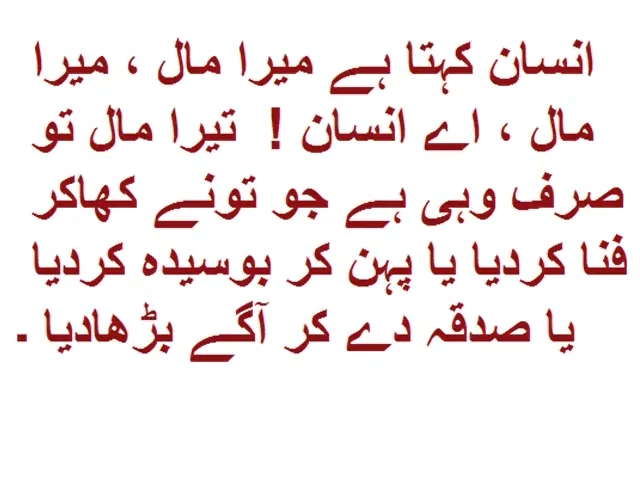 انسان کہتا ہے میرا مال ، میرا
مال ، اے انسان ! تیرا مال تو
صرف وہی ہے جو تونے کھاکر
فنا کردیا یا پہن کر بوسیدہ کردیا
یا صدقہ دے کر آگے بڑھادیا ۔